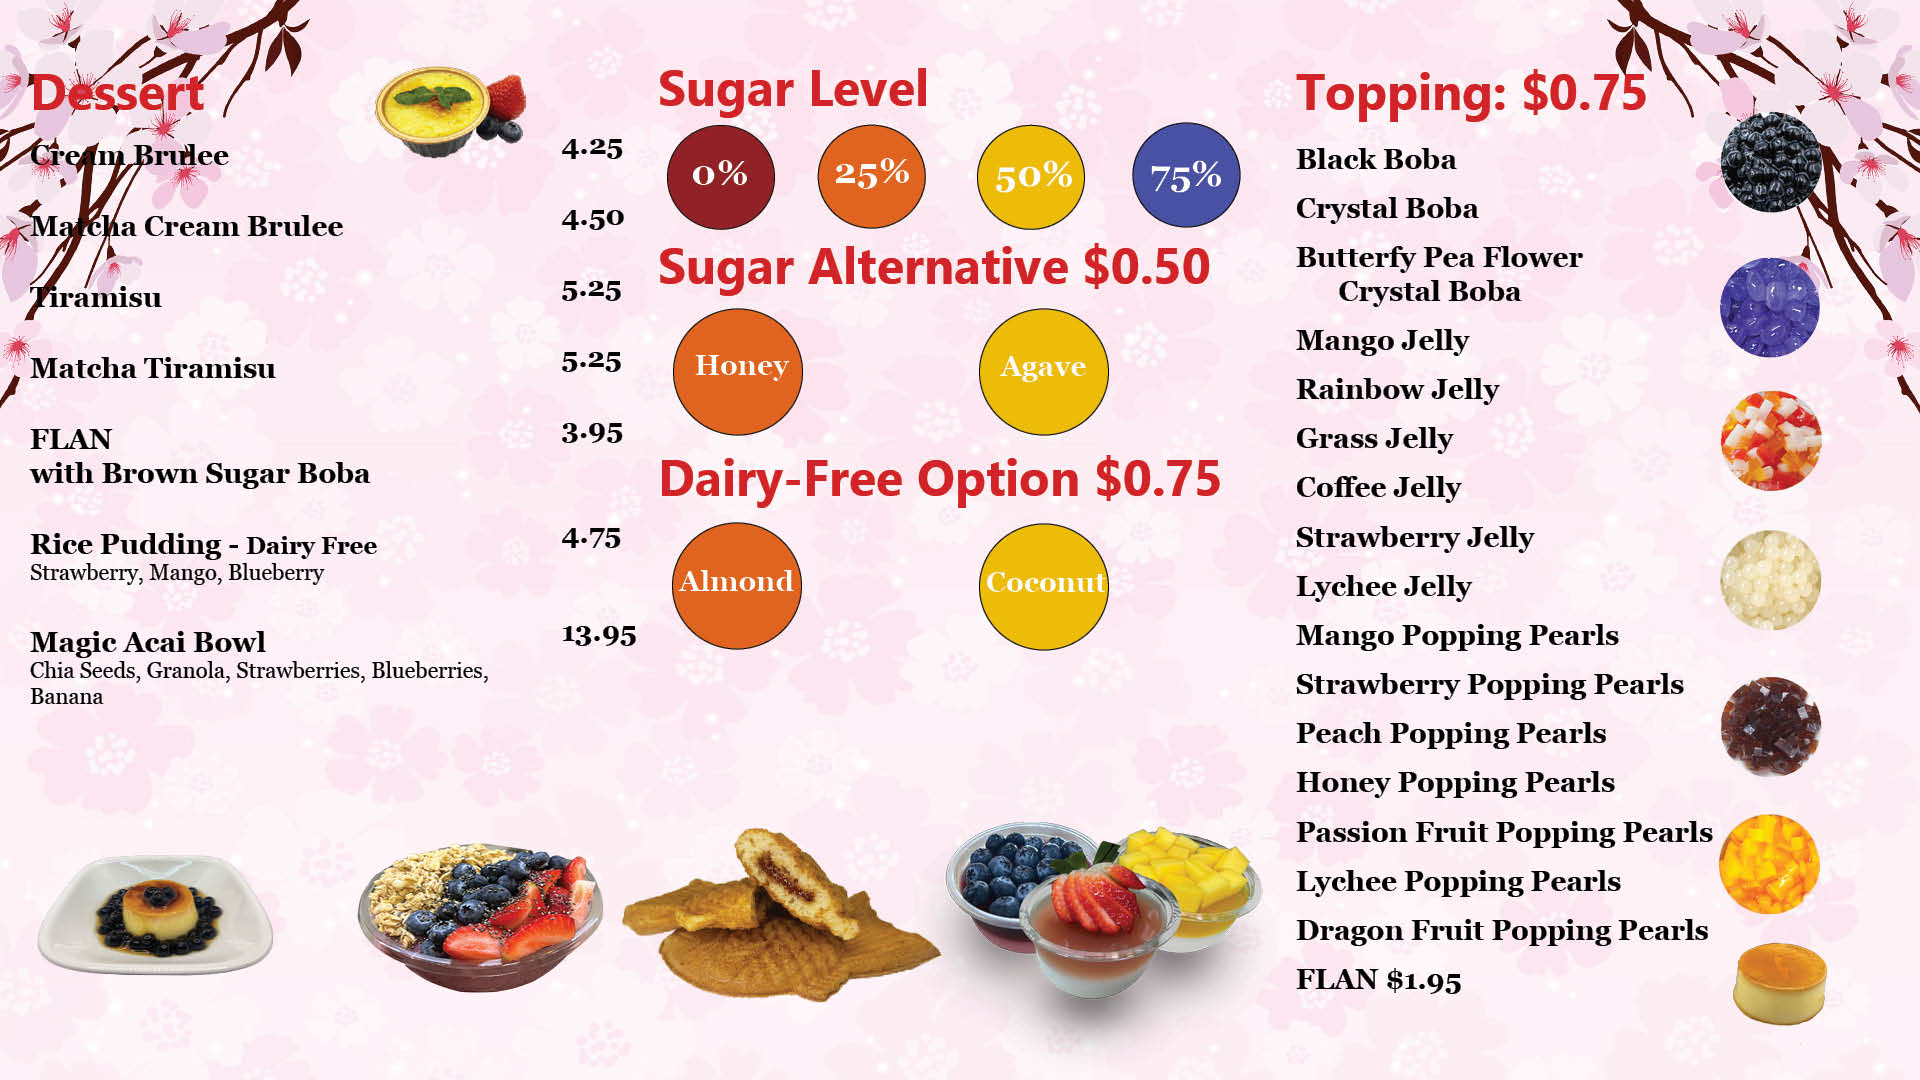 Dessert
Cream Brulee 4.25
Matcha Cream Brulee 4.50
Tiramisu 5.25
Matcha Tiramisu 5.25
FLAN 3.95
with Brown Sugar Boba
Rice Pudding - Dairy Free 4.75
Strawberry, Mango, Blueberry
Magic Acai Bowl 13.95
Chia Seeds, Granola, Strawberries, Blueberries,
Banana
Sugar Level
0% 25% 50% 75%
Sugar Alternative $0.50
Honey Agave
Dairy-Free Option $0.75
Almond Coconut
Topping: $0.75
Black Boba
Crystal Boba
Butterfy Pea Flower
Crystal Boba
Mango Jelly
Rainbow Jelly
Grass Jelly
Coffee Jelly
Strawberry Jelly
Lychee Jelly
Mango Popping Pearls
Strawberry Popping Pearls
Peach Popping Pearls
Honey Popping Pearls
Passion Fruit Popping Pearls
Lychee Popping Pearls
Dragon Fruit Popping Pearls
FLAN $1.95